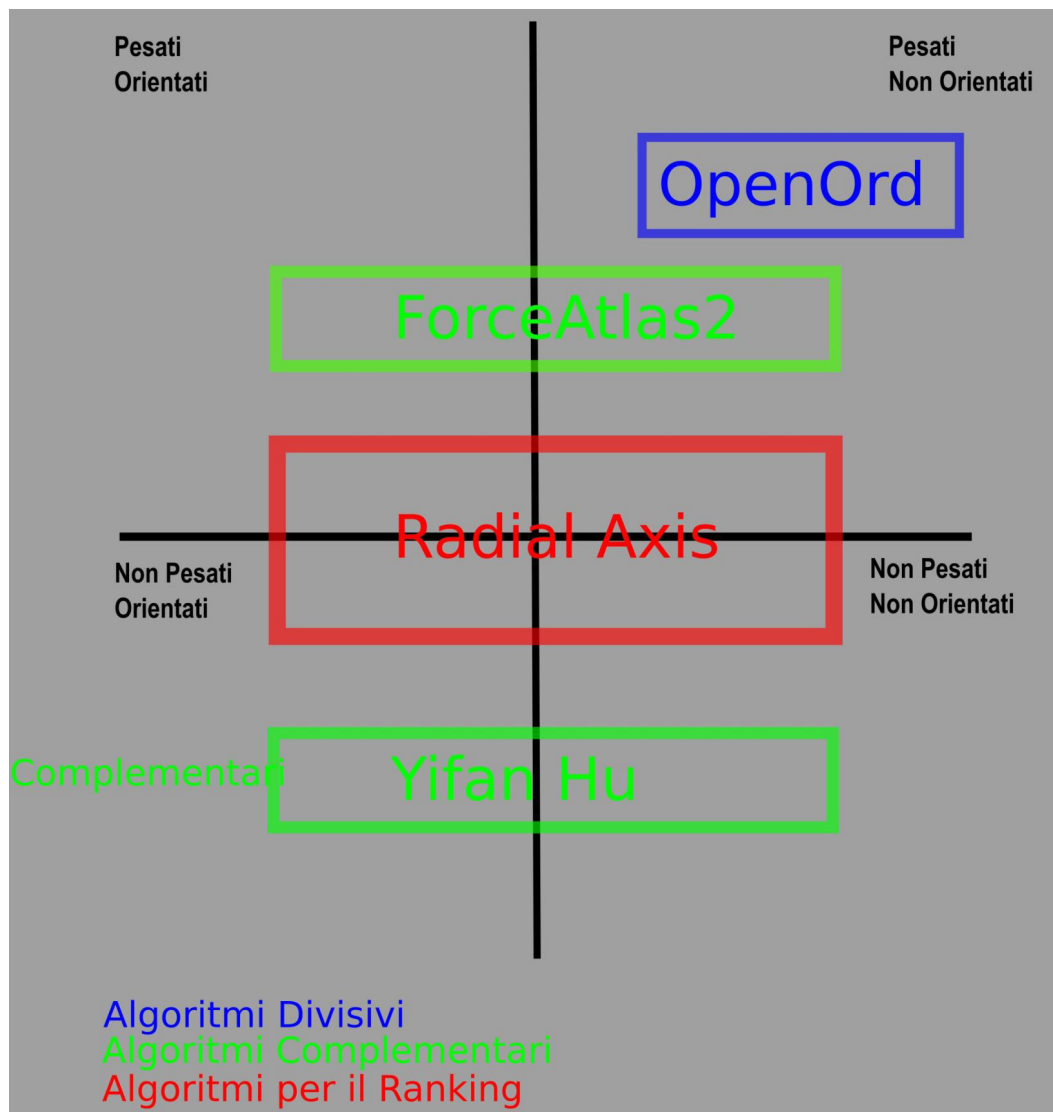 Pesati
Orientati
Pesati
Non Orientati
OpenOrd
ForceAtlas2
Radial Axis
Non Pesati
Orientati
Non Pesati
Non Orientati
Complementari
Yifan Hu
Algoritmi Divisivi
Algoritmi Complementari
Algoritmi per il Ranking